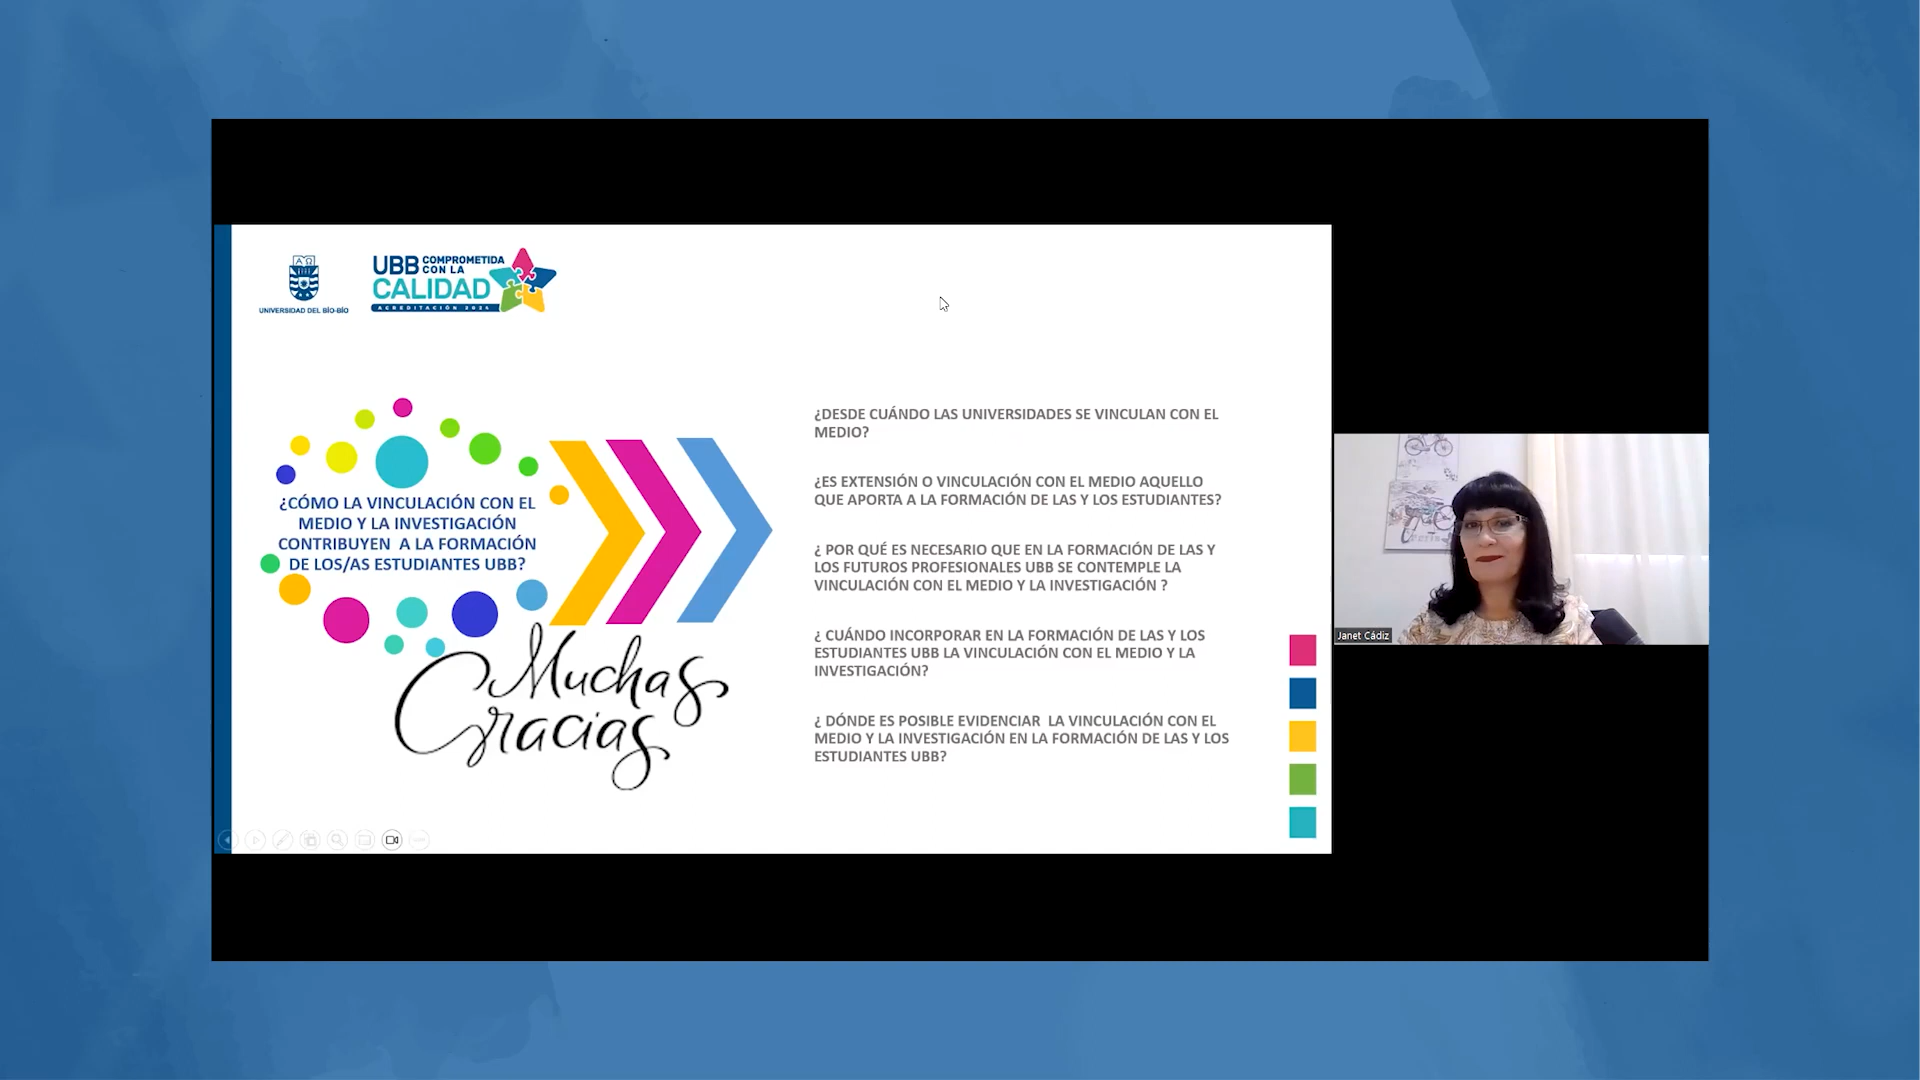 UNIVERSIDAD DEL BÍO-BÍO
UBB COMPROMETIDA
CON LA
CALIDAD
ACREDITACIÓN 2024
¿CÓMO LA VINCULACIÓN CON EL
MEDIO Y LA INVESTIGACIÓN
CONTRIBUYEN  A LA FORMACIÓN
DE LOS/AS ESTUDIANTES UBB?
Muchas
Gracias
¿DESDE CUÁNDO LAS UNIVERSIDADES SE VINCULAN CON EL
MEDIO?
¿ES EXTENSIÓN O VINCULACIÓN CON EL MEDIO AQUELLO
QUE APORTA A LA FORMACIÓN DE LAS Y LOS ESTUDIANTES?
¿ POR QUÉ ES NECESARIO QUE EN LA FORMACIÓN DE LAS Y
LOS FUTUROS PROFESIONALES UBB SE CONTEMPLE LA
VINCULACIÓN CON EL MEDIO Y LA INVESTIGACIÓN ?
¿ CUÁNDO INCORPORAR EN LA FORMACIÓN DE LAS Y LOS
ESTUDIANTES UBB LA VINCULACIÓN CON EL MEDIO Y LA
INVESTIGACIÓN?
¿ DÓNDE ES POSIBLE EVIDENCIAR  LA VINCULACIÓN CON EL
MEDIO Y LA INVESTIGACIÓN EN LA FORMACIÓN DE LAS Y LOS
ESTUDIANTES UBB?
Janet Cádiz